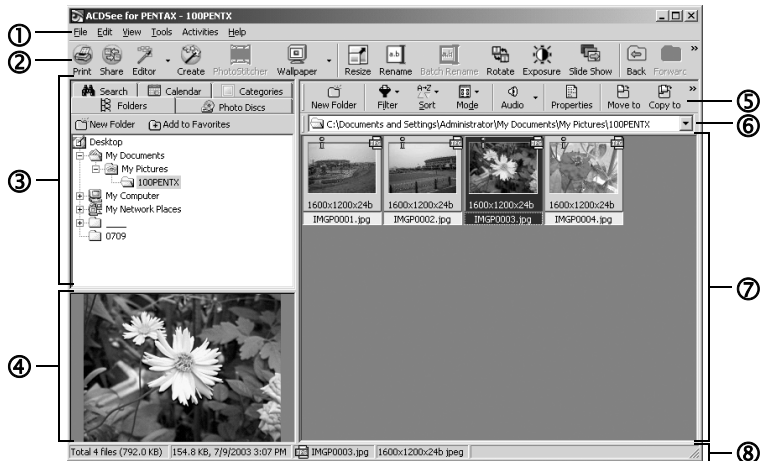 ACDSee for PENTAX - 100PENTX
① File Edit View Tools Activities Help
② Print Share Editor Create PhotoStitcher Wallpaper Resize Rename Batch Rename Rotate Exposure Slide Show Back Forward
③ Search Calendar Categories
Folders Photo Discs
New Folder Add to Favorites
Desktop
My Documents
My Pictures
100PENTX
My Computer
My Network Places
____
0709
New Folder Filter Sort Mode Audio Properties Move to Copy to ⑤
C:\Documents and Settings\Administrator\My Documents\My Pictures\100PENTX ⑥
1600x1200x24b 1600x1200x24b 1600x1200x24b 1600x1200x24b
IMGP0001.jpg IMGP0002.jpg IMGP0003.jpg IMGP0004.jpg
⑦
④
Total 4 files (792.0 KB) 154.8 KB, 7/9/2003 3:07 PM IMGP0003.jpg 1600x1200x24b jpeg ⑧